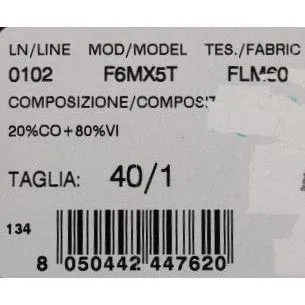 LN/LINE MOD/MODEL TES./FABRIC
0102 F6MX5T
COMPOSIZIONE/COMPOSIT
20%CO+80%VI
TAGLIA: 40/1
134
8 050442 447620